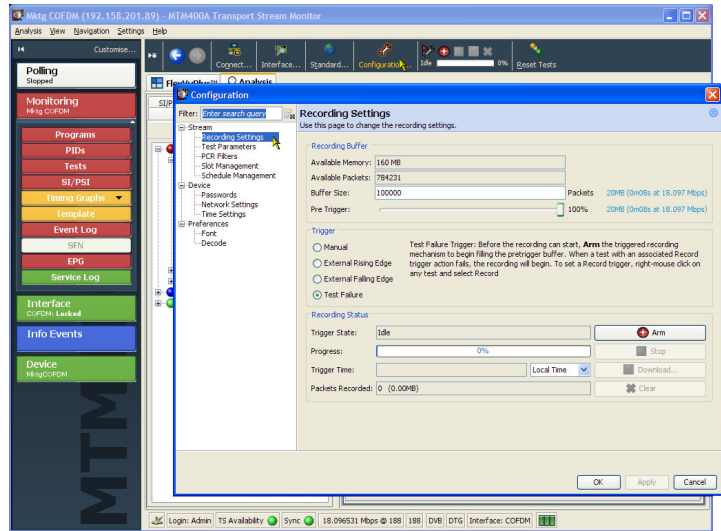 Mktg COFDM (192.158.201.89) - MTM400A Transport Stream Monitor
Analysis View Navigation Settings Help
Customise...
Connect... Interface... Standard... Configuration... Idle 0% Reset Tests
Polling
Stopped
FlexVuPlus™ Analysis
Monitoring
Mktg COFDM
Programs
PIDs
Tests
SI/PSI
Timing Graphs
Template
Event Log
SFN
EPG
Service Log
Interface
COFDM: Locked
Info Events
Device
MktgCOFDM
MTM
SI/P
Configuration
Filter: Enter search query
Stream
Recording Settings
Test Parameters
PCR Filters
Slot Management
Schedule Management
Device
Passwords
Network Settings
Time Settings
Preferences
Font
Decode
Recording Settings
Use this page to change the recording settings.
Recording Buffer
Available Memory: 160 MB
Available Packets: 784231
Buffer Size: 100000 Packets 20MB (0m08s at 18.097 Mbps)
Pre Trigger: 100% 20MB (0m08s at 18.097 Mbps)
Trigger
Manual
External Rising Edge
External Falling Edge
Test Failure
Test Failure Trigger: Before the recording can start, Arm the triggered recording
mechanism to begin filling the pretrigger buffer. When a test with an associated Record
trigger action fails, the recording will begin. To set a Record trigger, right-mouse click on
any test and select Record
Recording Status
Trigger State: Idle Arm
Progress: 0% Stop
Trigger Time: Local Time Download...
Packets Recorded: 0 (0.00MB) Clear
OK Apply Cancel
Login: Admin TS Availability Sync 18.096531 Mbps @ 188 188 DVB DTG Interface: COFDM